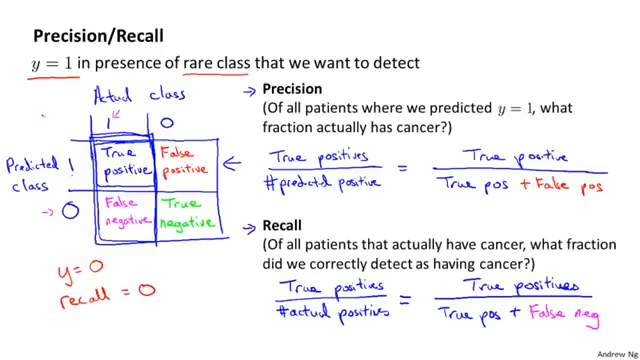 Precision/Recall
y = 1 in presence of rare class that we want to detect
Actual class
1 0
Predicted class
1 True positive False positive
0 False negative True negative
y = 0
recall = 0
→ Precision
(Of all patients where we predicted y = 1, what
fraction actually has cancer?)
True positives / #predicted positive = True positive / True pos + False pos
→ Recall
(Of all patients that actually have cancer, what fraction
did we correctly detect as having cancer?)
True positives / #actual positives = True positives / True pos + False neg
Andrew Ng